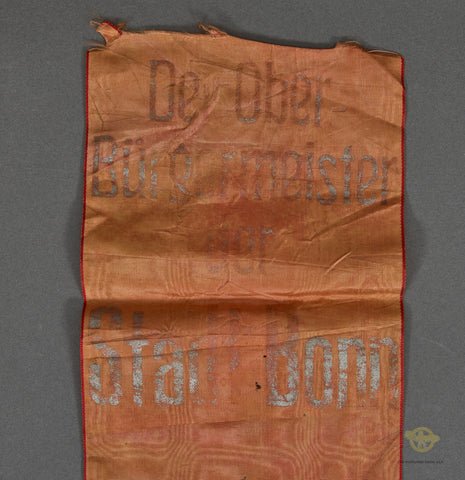 Der Ober-
Bürgermeister
der
Stadt Bonn